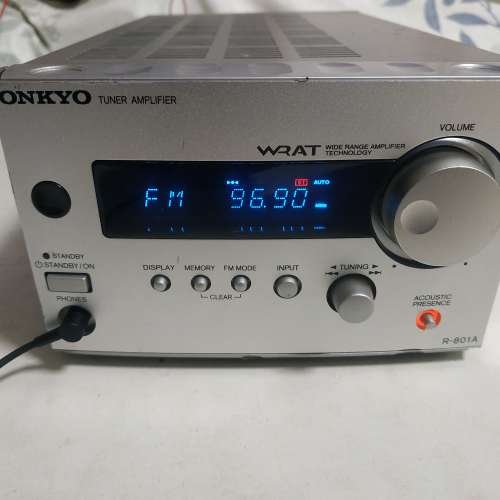 ONKYO TUNER AMPLIFIER
WRAT WIDE RANGE AMPLIFIER
TECHNOLOGY
VOLUME
AUTO
FM 96.90
STANDBY
STANDBY / ON
DISPLAY MEMORY FM MODE INPUT TUNING
CLEAR
PHONES
ACOUSTIC
PRESENCE
R-801A